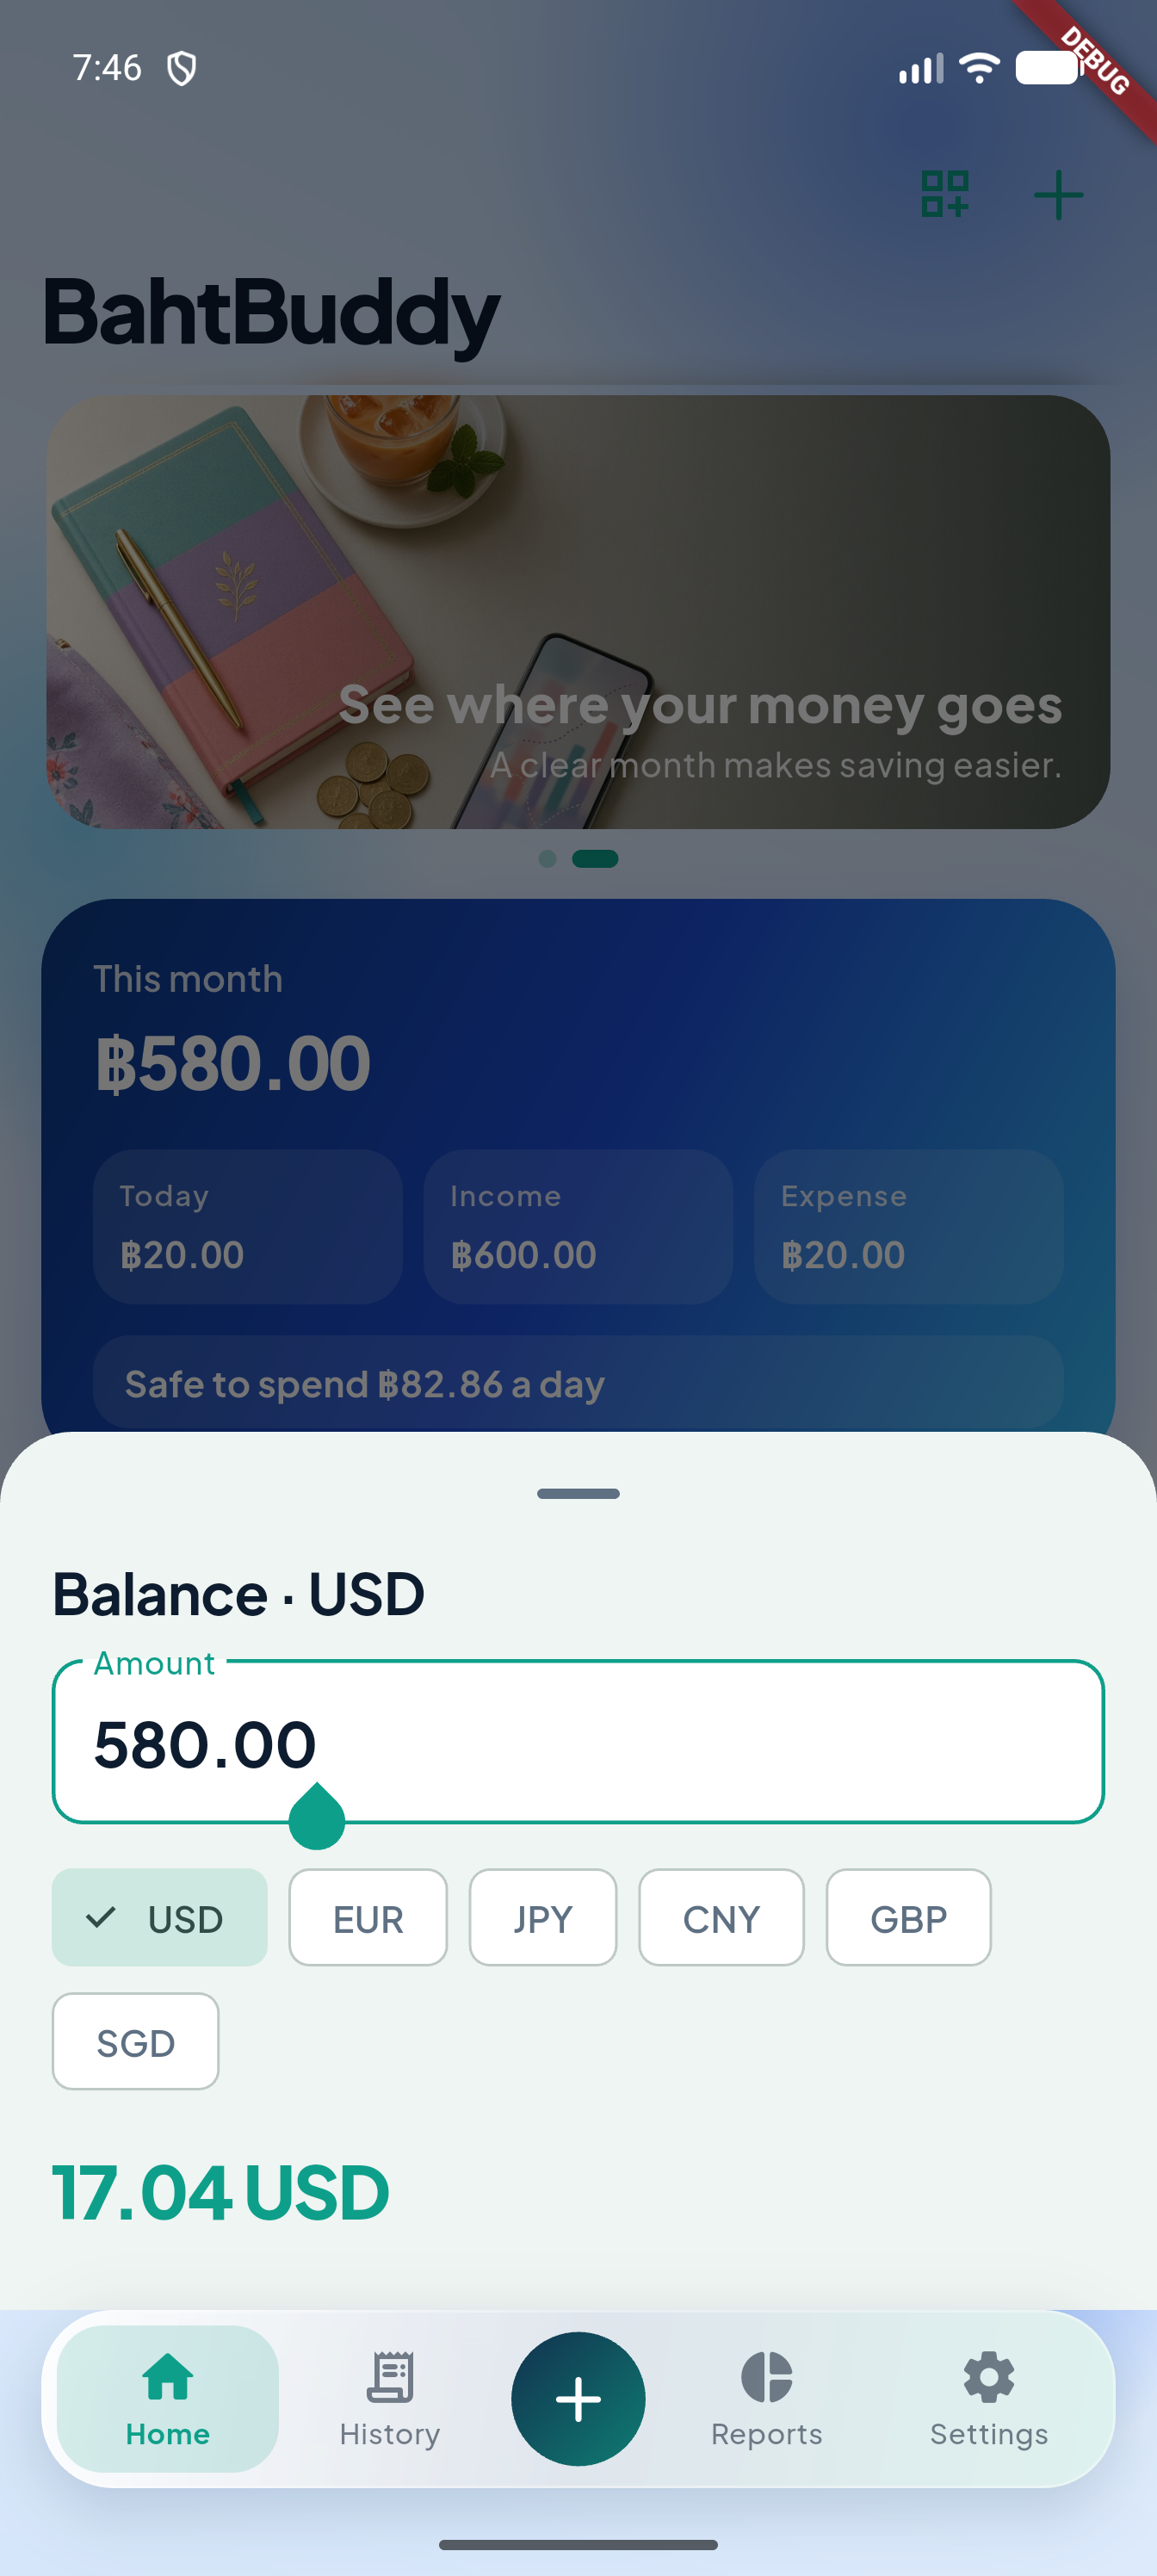 7:46
DEBUG
BahtBuddy
See where your money goes
A clear month makes saving easier.
This month
฿580.00
Today
Income
Expense
฿20.00
฿600.00
฿20.00
Safe to spend ฿82.86 a day
Balance · USD
Amount
580.00
USD
EUR
JPY
CNY
GBP
SGD
17.04 USD
Home
History
Reports
Settings